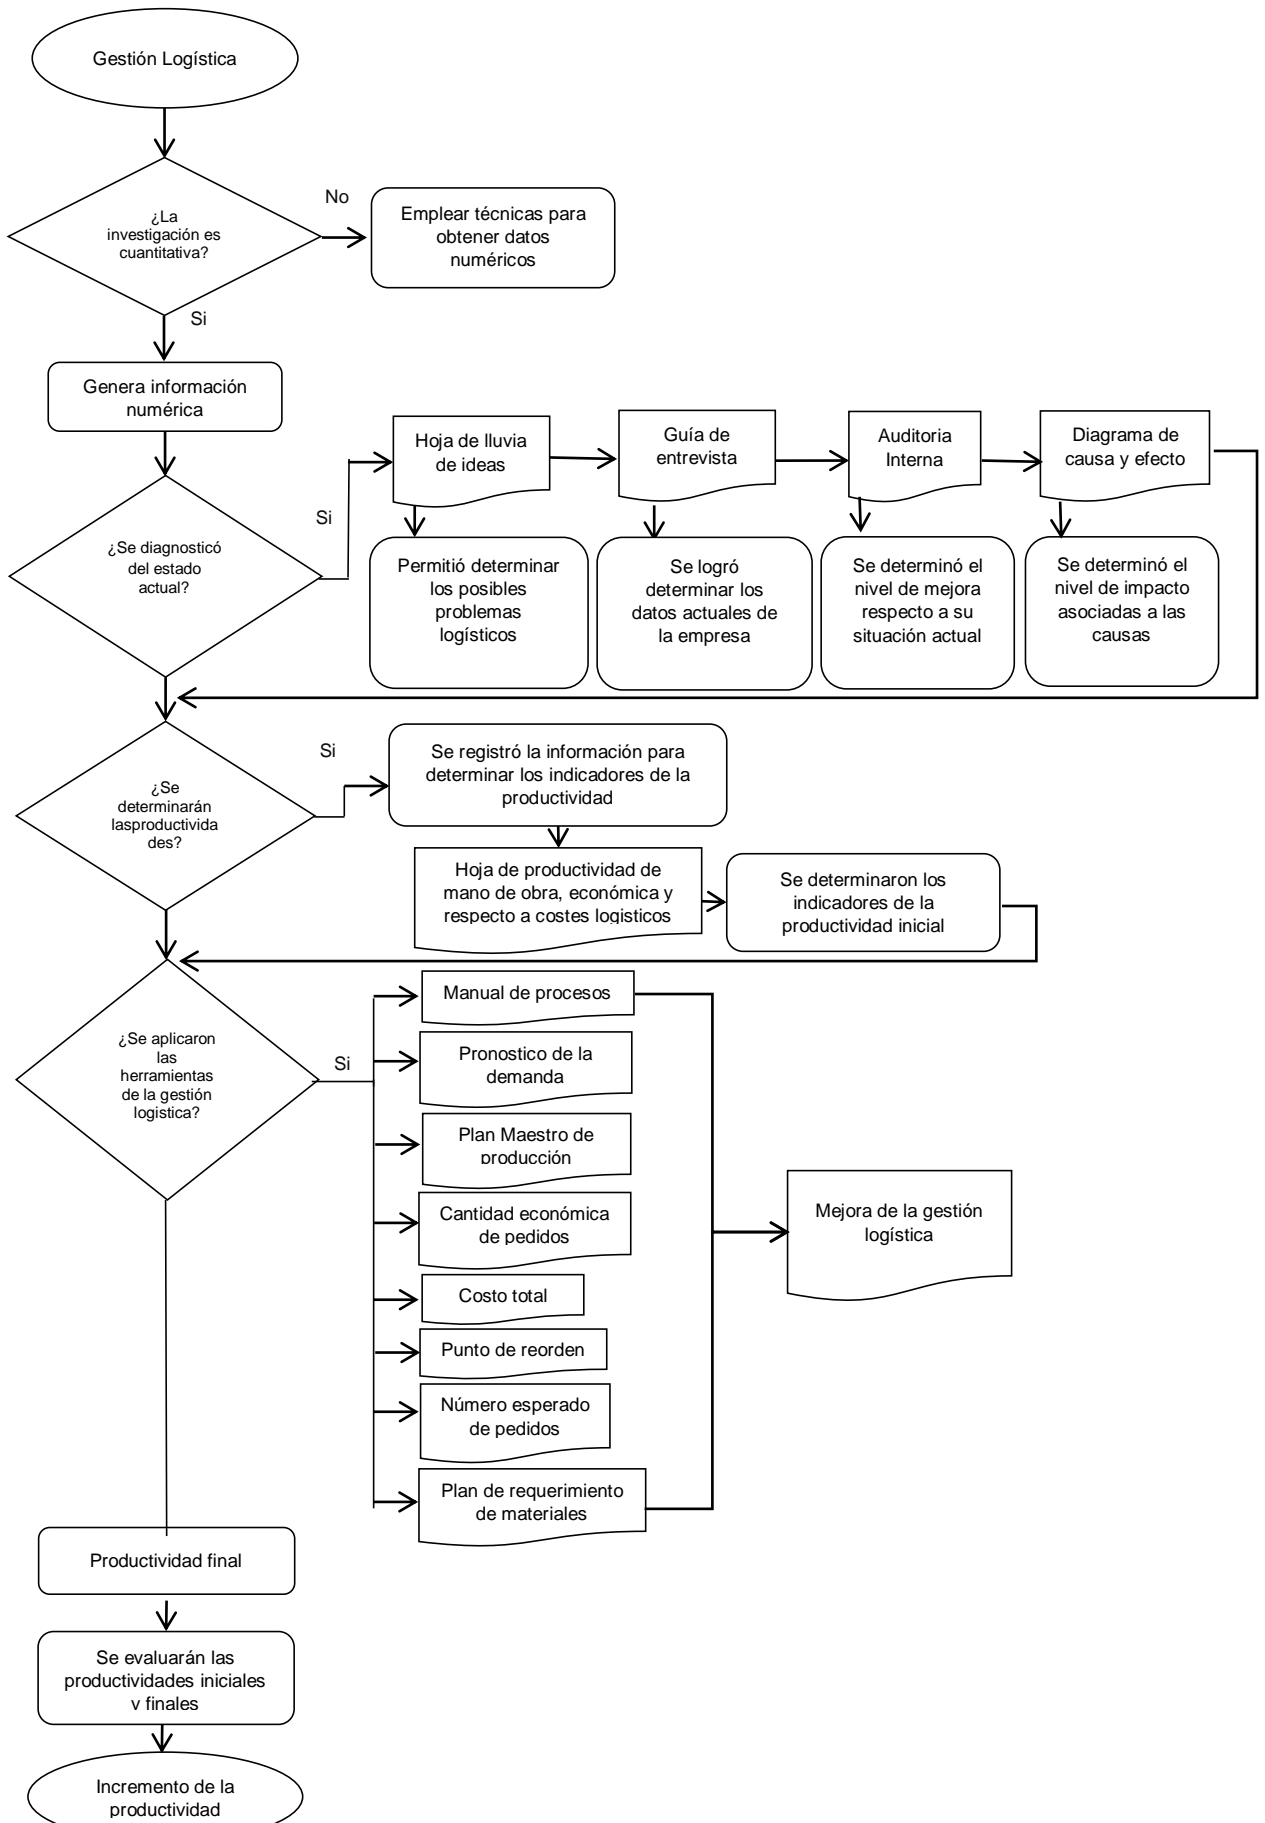 Gestión Logística
¿La
investigación es
cuantitativa?
No
Emplear técnicas para
obtener datos
numéricos
Si
Genera información
numérica
¿Se diagnosticó
del estado
actual?
Si
Hoja de lluvia
de ideas
Guía de
entrevista
Auditoria
Interna
Diagrama de
causa y efecto
Permitió determinar
los posibles
problemas
logísticos
Se logró
determinar los
datos actuales de
la empresa
Se determinó el
nivel de mejora
respecto a su
situación actual
Se determinó el
nivel de impacto
asociadas a las
causas
¿Se
determinarán
lasproductivida
des?
Si
Se registró la información para
determinar los indicadores de la
productividad
Hoja de productividad de
mano de obra, económica y
respecto a costes logisticos
Se determinaron los
indicadores de la
productividad inicial
¿Se aplicaron
las
herramientas
de la gestión
logistica?
Si
Manual de procesos
Pronostico de la
demanda
Plan Maestro de
producción
Cantidad económica
de pedidos
Costo total
Punto de reorden
Número esperado
de pedidos
Plan de requerimiento
de materiales
Mejora de la gestión
logística
Productividad final
Se evaluarán las
productividades iniciales
y finales
Incremento de la
productividad